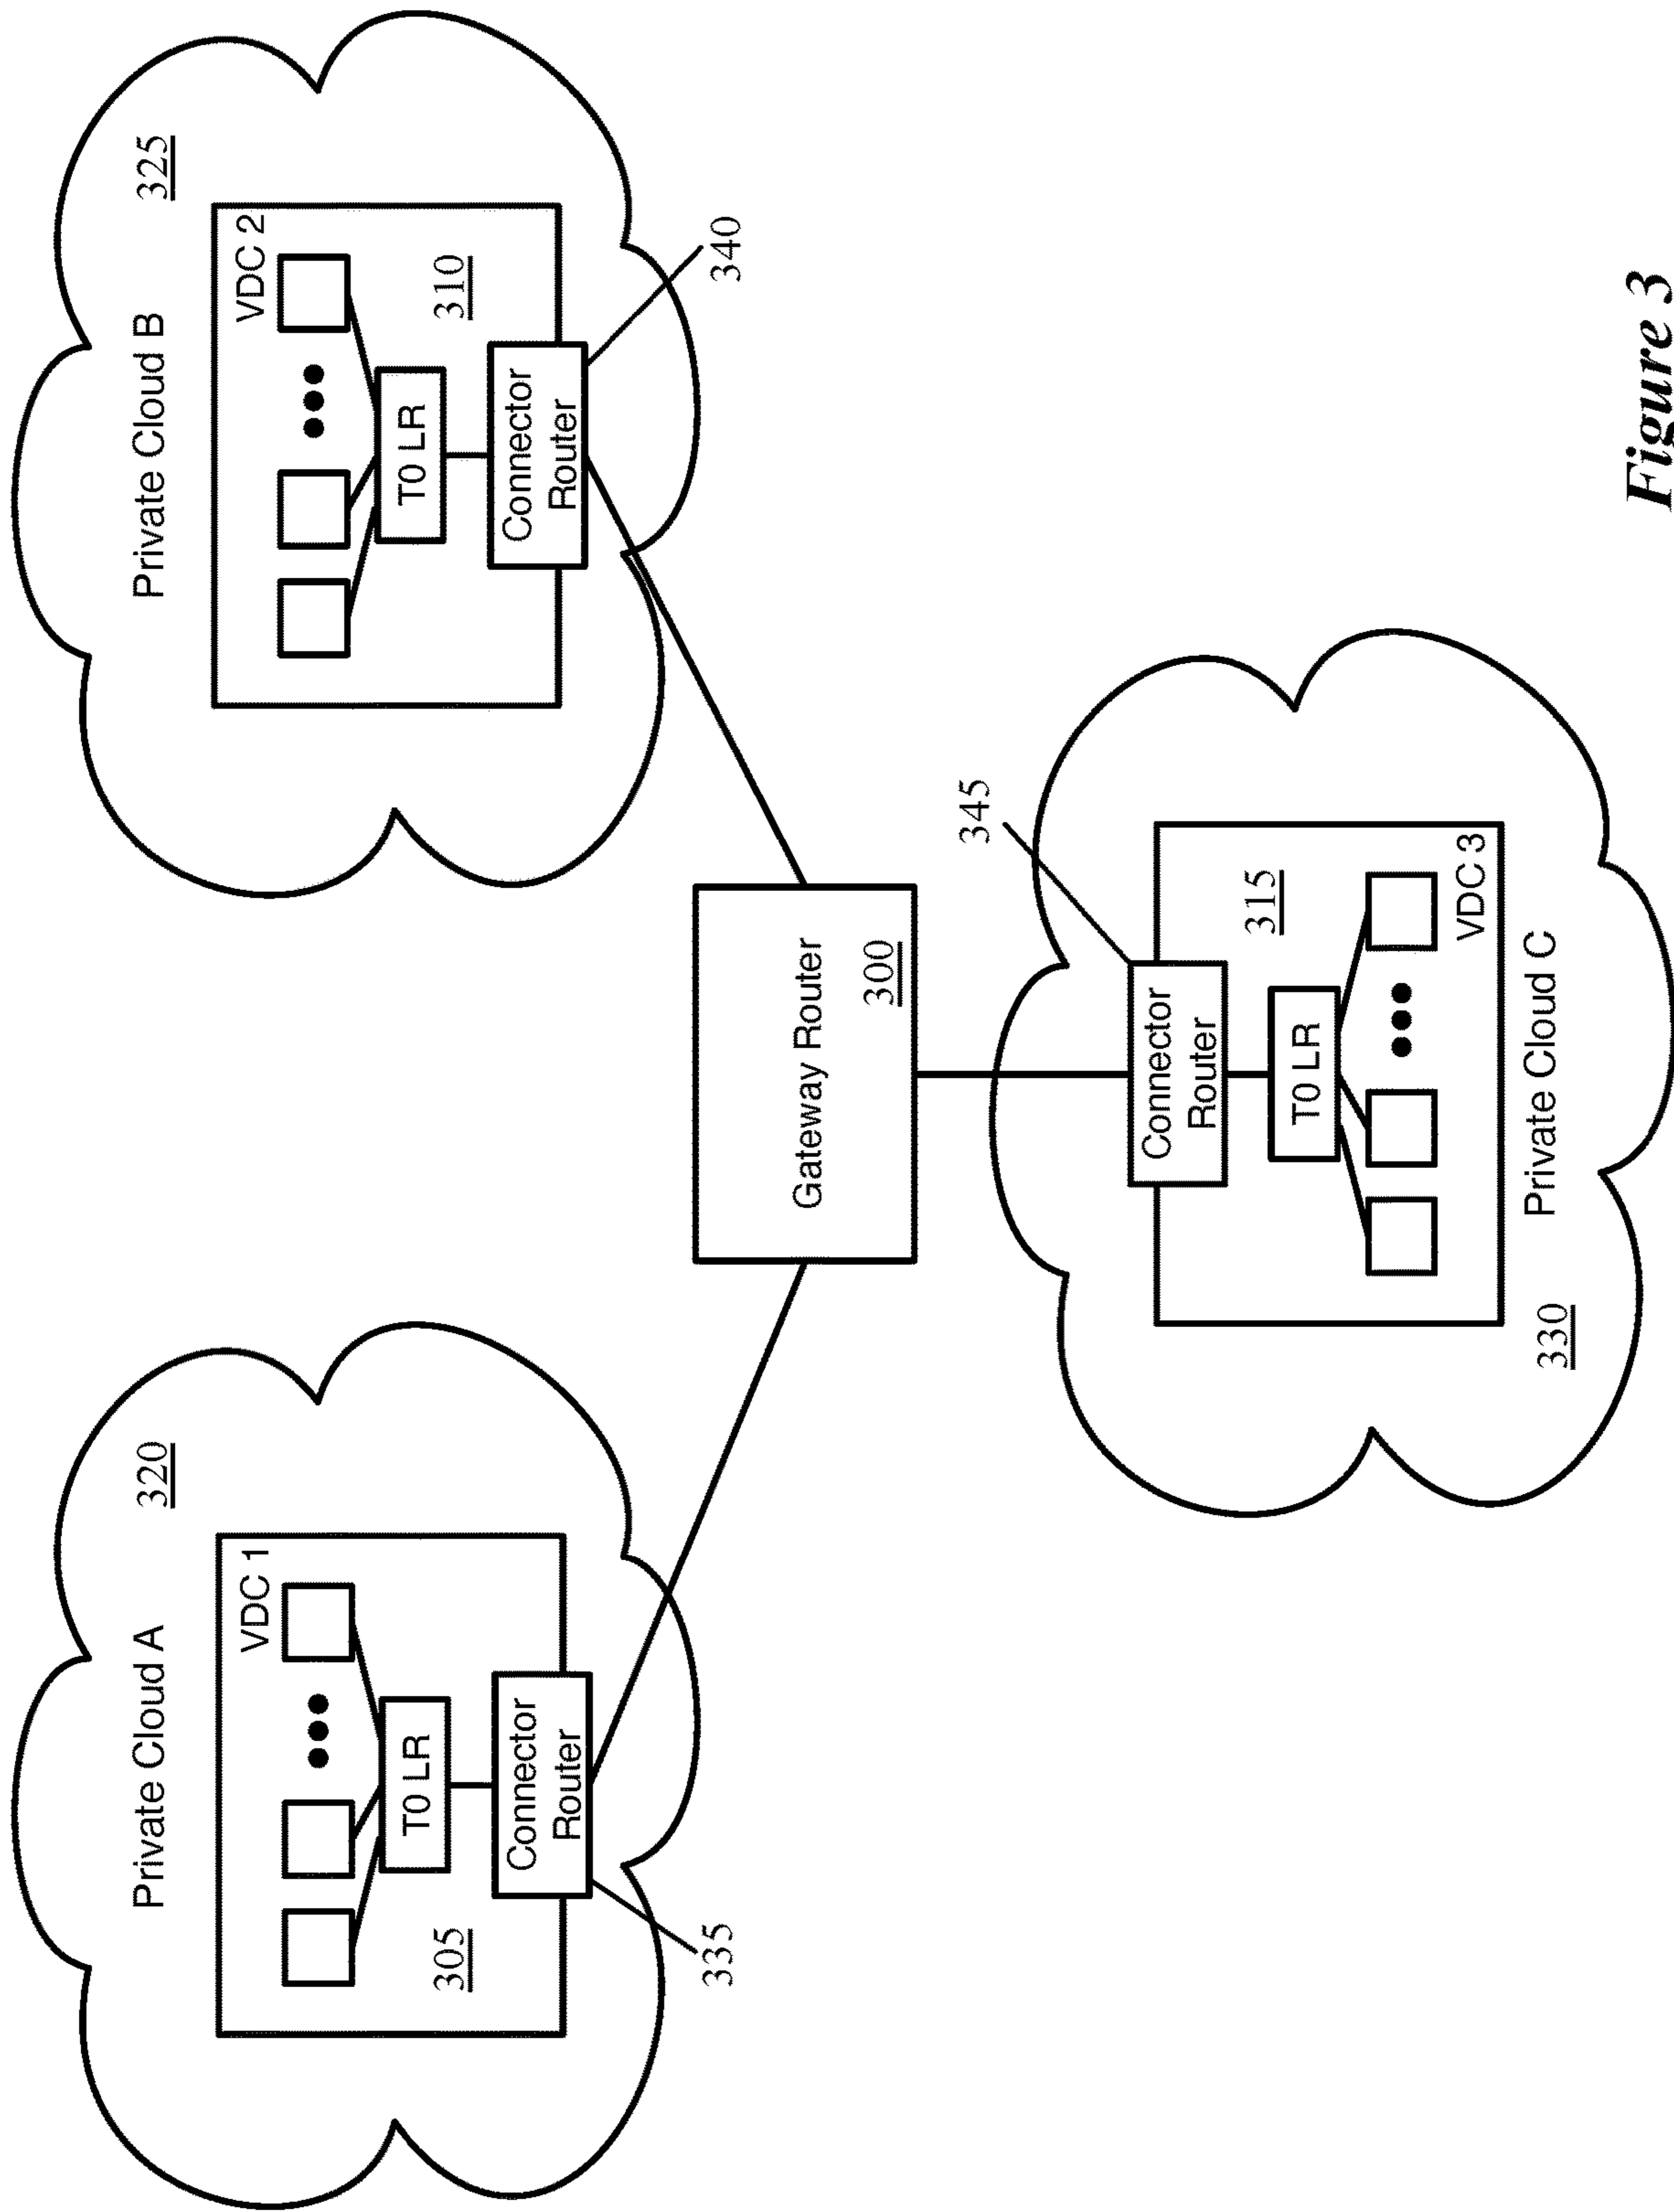 Private Cloud A
320
VDC 1
T0 LR
305
Connector
Router
335
Private Cloud B
325
VDC 2
T0 LR
310
Connector
Router
340
Gateway Router
300
345
Connector
Router
315
T0 LR
VDC 3
330
Private Cloud C
Figure 3